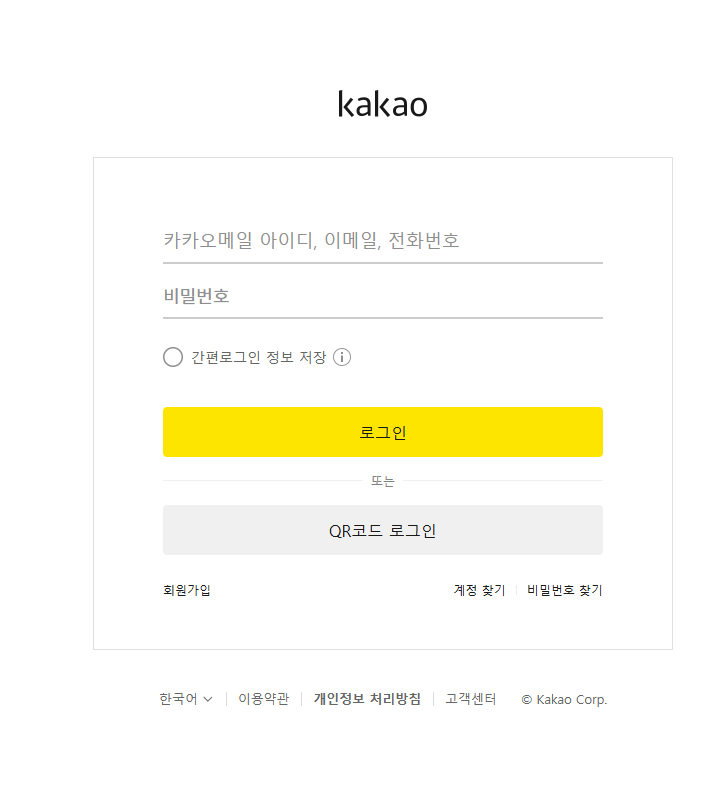 kakao
카카오메일 아이디, 이메일, 전화번호
비밀번호
간편로그인 정보 저장
로그인
또는
QR코드 로그인
회원가입 계정 찾기 비밀번호 찾기
한국어 이용약관 개인정보 처리방침 고객센터 © Kakao Corp.